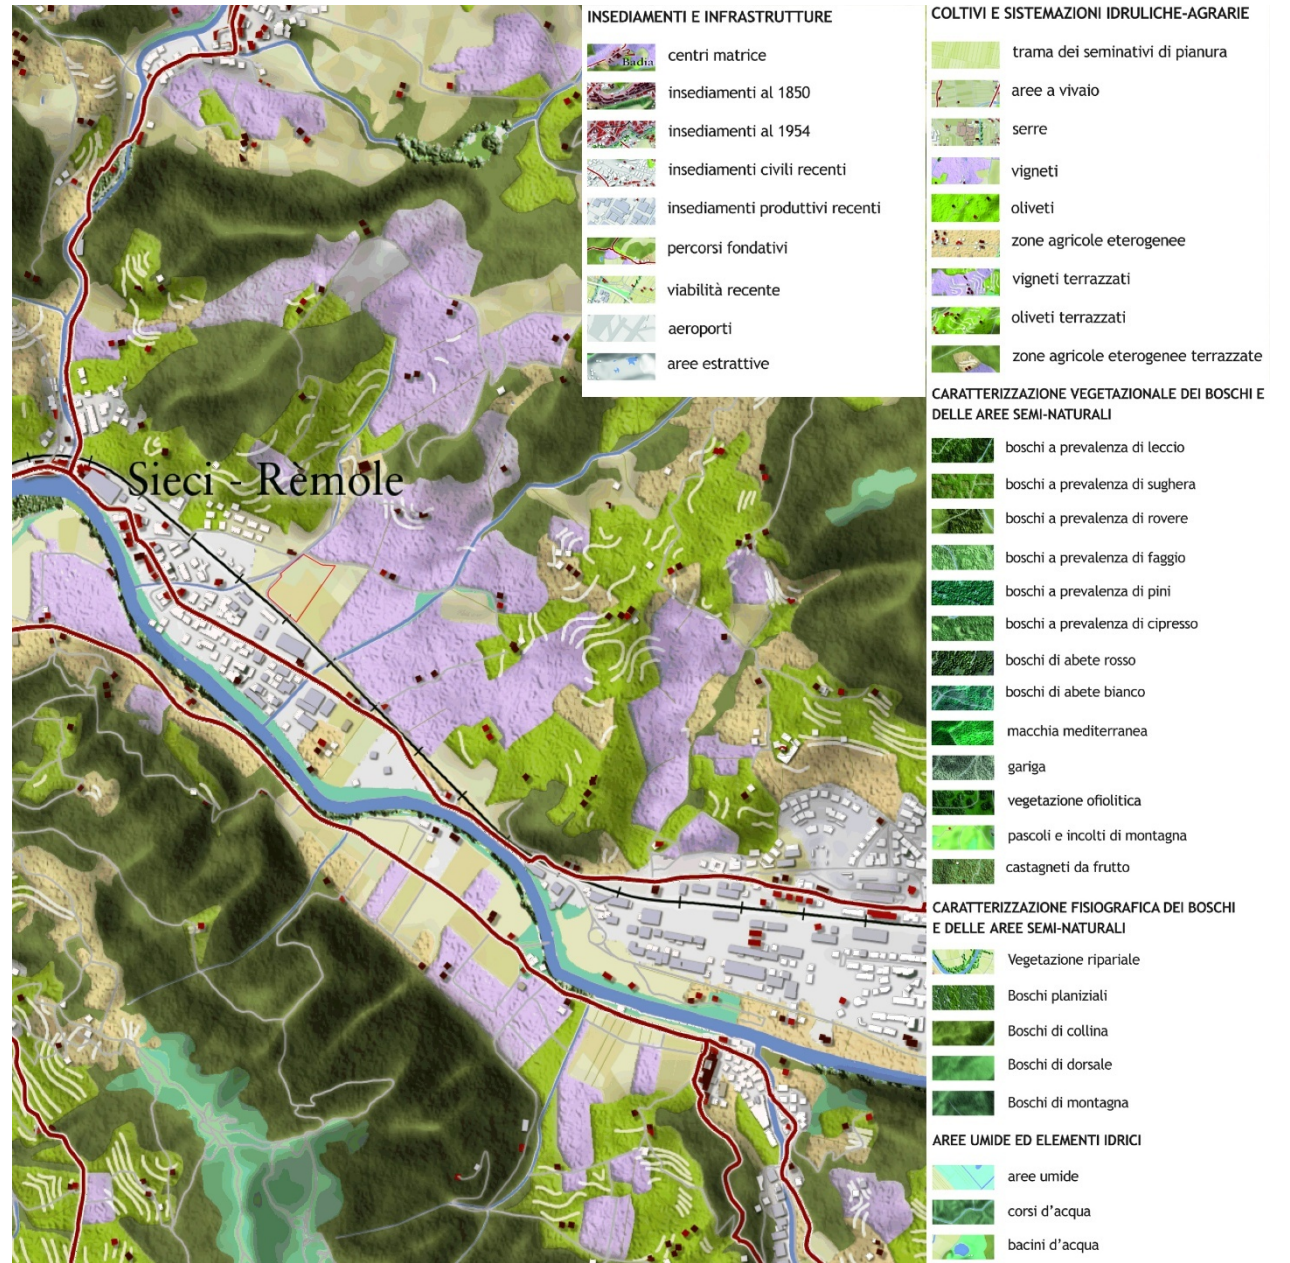 INSEDIAMENTI E INFRASTRUTTURE
Badia
centri matrice
insediamenti al 1850
insediamenti al 1954
insediamenti civili recenti
insediamenti produttivi recenti
percorsi fondativi
viabilità recente
aeroporti
aree estrattive
COLTIVI E SISTEMAZIONI IDRULICHE-AGRARIE
trama dei seminativi di pianura
aree a vivaio
serre
vigneti
oliveti
zone agricole eterogenee
vigneti terrazzati
oliveti terrazzati
zone agricole eterogenee terrazzate
CARATTERIZZAZIONE VEGETAZIONALE DEI BOSCHI E
DELLE AREE SEMI-NATURALI
boschi a prevalenza di leccio
boschi a prevalenza di sughera
boschi a prevalenza di rovere
boschi a prevalenza di faggio
boschi a prevalenza di pini
boschi a prevalenza di cipresso
boschi di abete rosso
boschi di abete bianco
macchia mediterranea
gariga
vegetazione ofiolitica
pascoli e incolti di montagna
castagneti da frutto
CARATTERIZZAZIONE FISIOGRAFICA DEI BOSCHI
E DELLE AREE SEMI-NATURALI
Vegetazione ripariale
Boschi planiziali
Boschi di collina
Boschi di dorsale
Boschi di montagna
AREE UMIDE ED ELEMENTI IDRICI
aree umide
corsi d'acqua
bacini d'acqua
Sieci - Rèmole